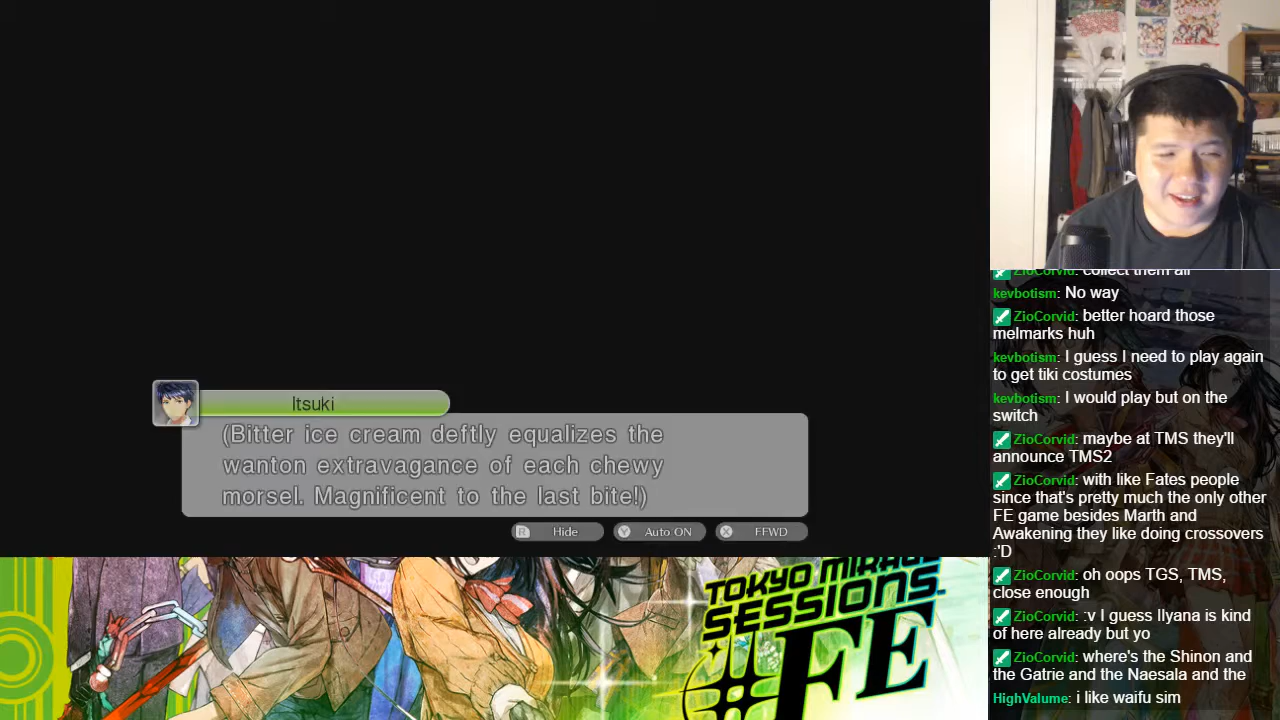 Itsuki
(Bitter ice cream deftly equalizes the
wanton extravagance of each chewy
morsel. Magnificent to the last bite!)
R Hide
Y Auto ON
X FFWD
TOKYO MIRAGE
SESSIONS
#FE
ZioCorvid: collect them all
kevbotism: No way
ZioCorvid: better hoard those
melmarks huh
kevbotism: I guess I need to play again
to get tiki costumes
kevbotism: I would play but on the
switch
ZioCorvid: maybe at TMS they'll
announce TMS2
ZioCorvid: with like Fates people
since that's pretty much the only other
FE game besides Marth and
Awakening they like doing crossovers
:'D
ZioCorvid: oh oops TGS, TMS,
close enough
ZioCorvid: :v I guess Ilyana is kind
of here already but yo
ZioCorvid: where's the Shinon and
the Gatrie and the Naesala and the
HighValume: i like waifu sim